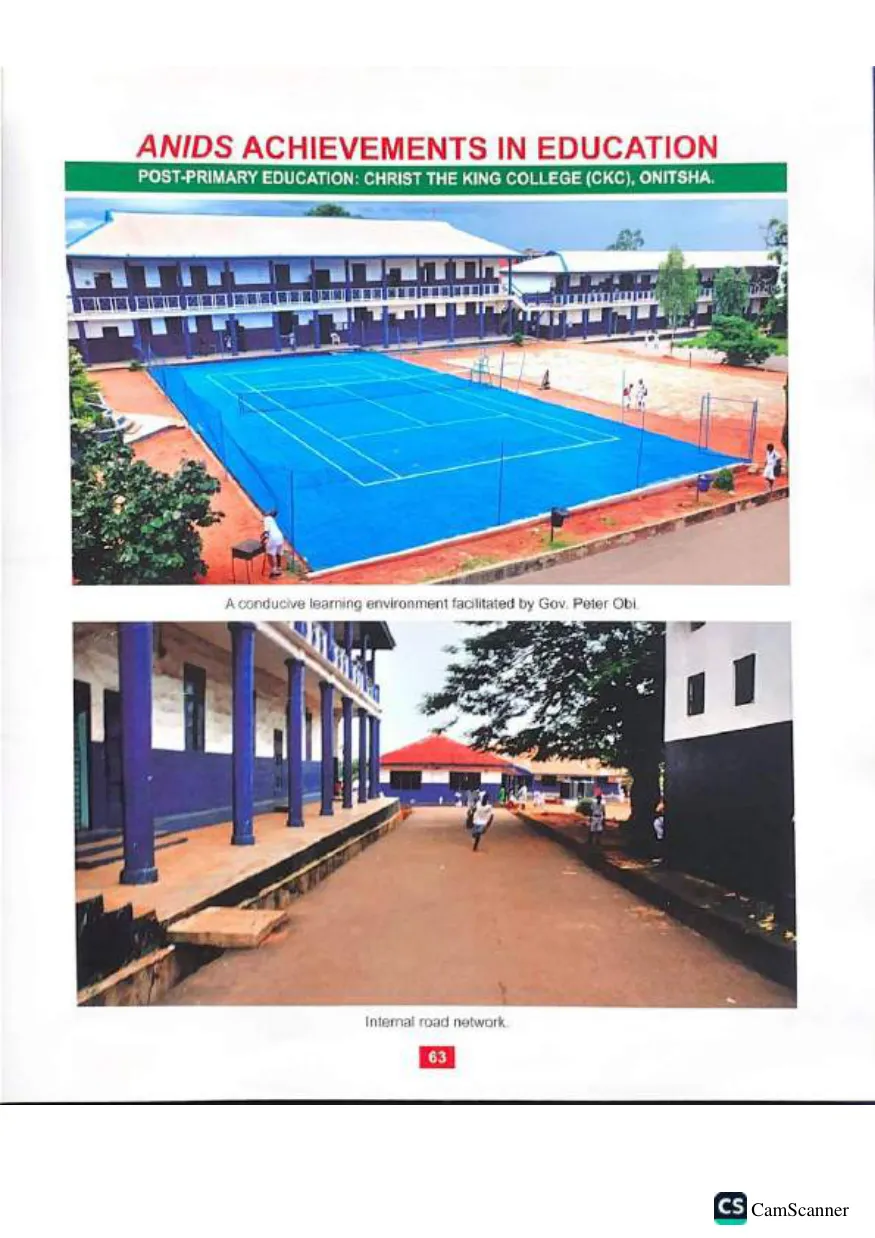 ANIDS ACHIEVEMENTS IN EDUCATION
POST-PRIMARY EDUCATION: CHRIST THE KING COLLEGE (CKC), ONITSHA.
A conducive learning environment facilitated by Gov. Peter Obi.
Internal road network.
63
CS CamScanner